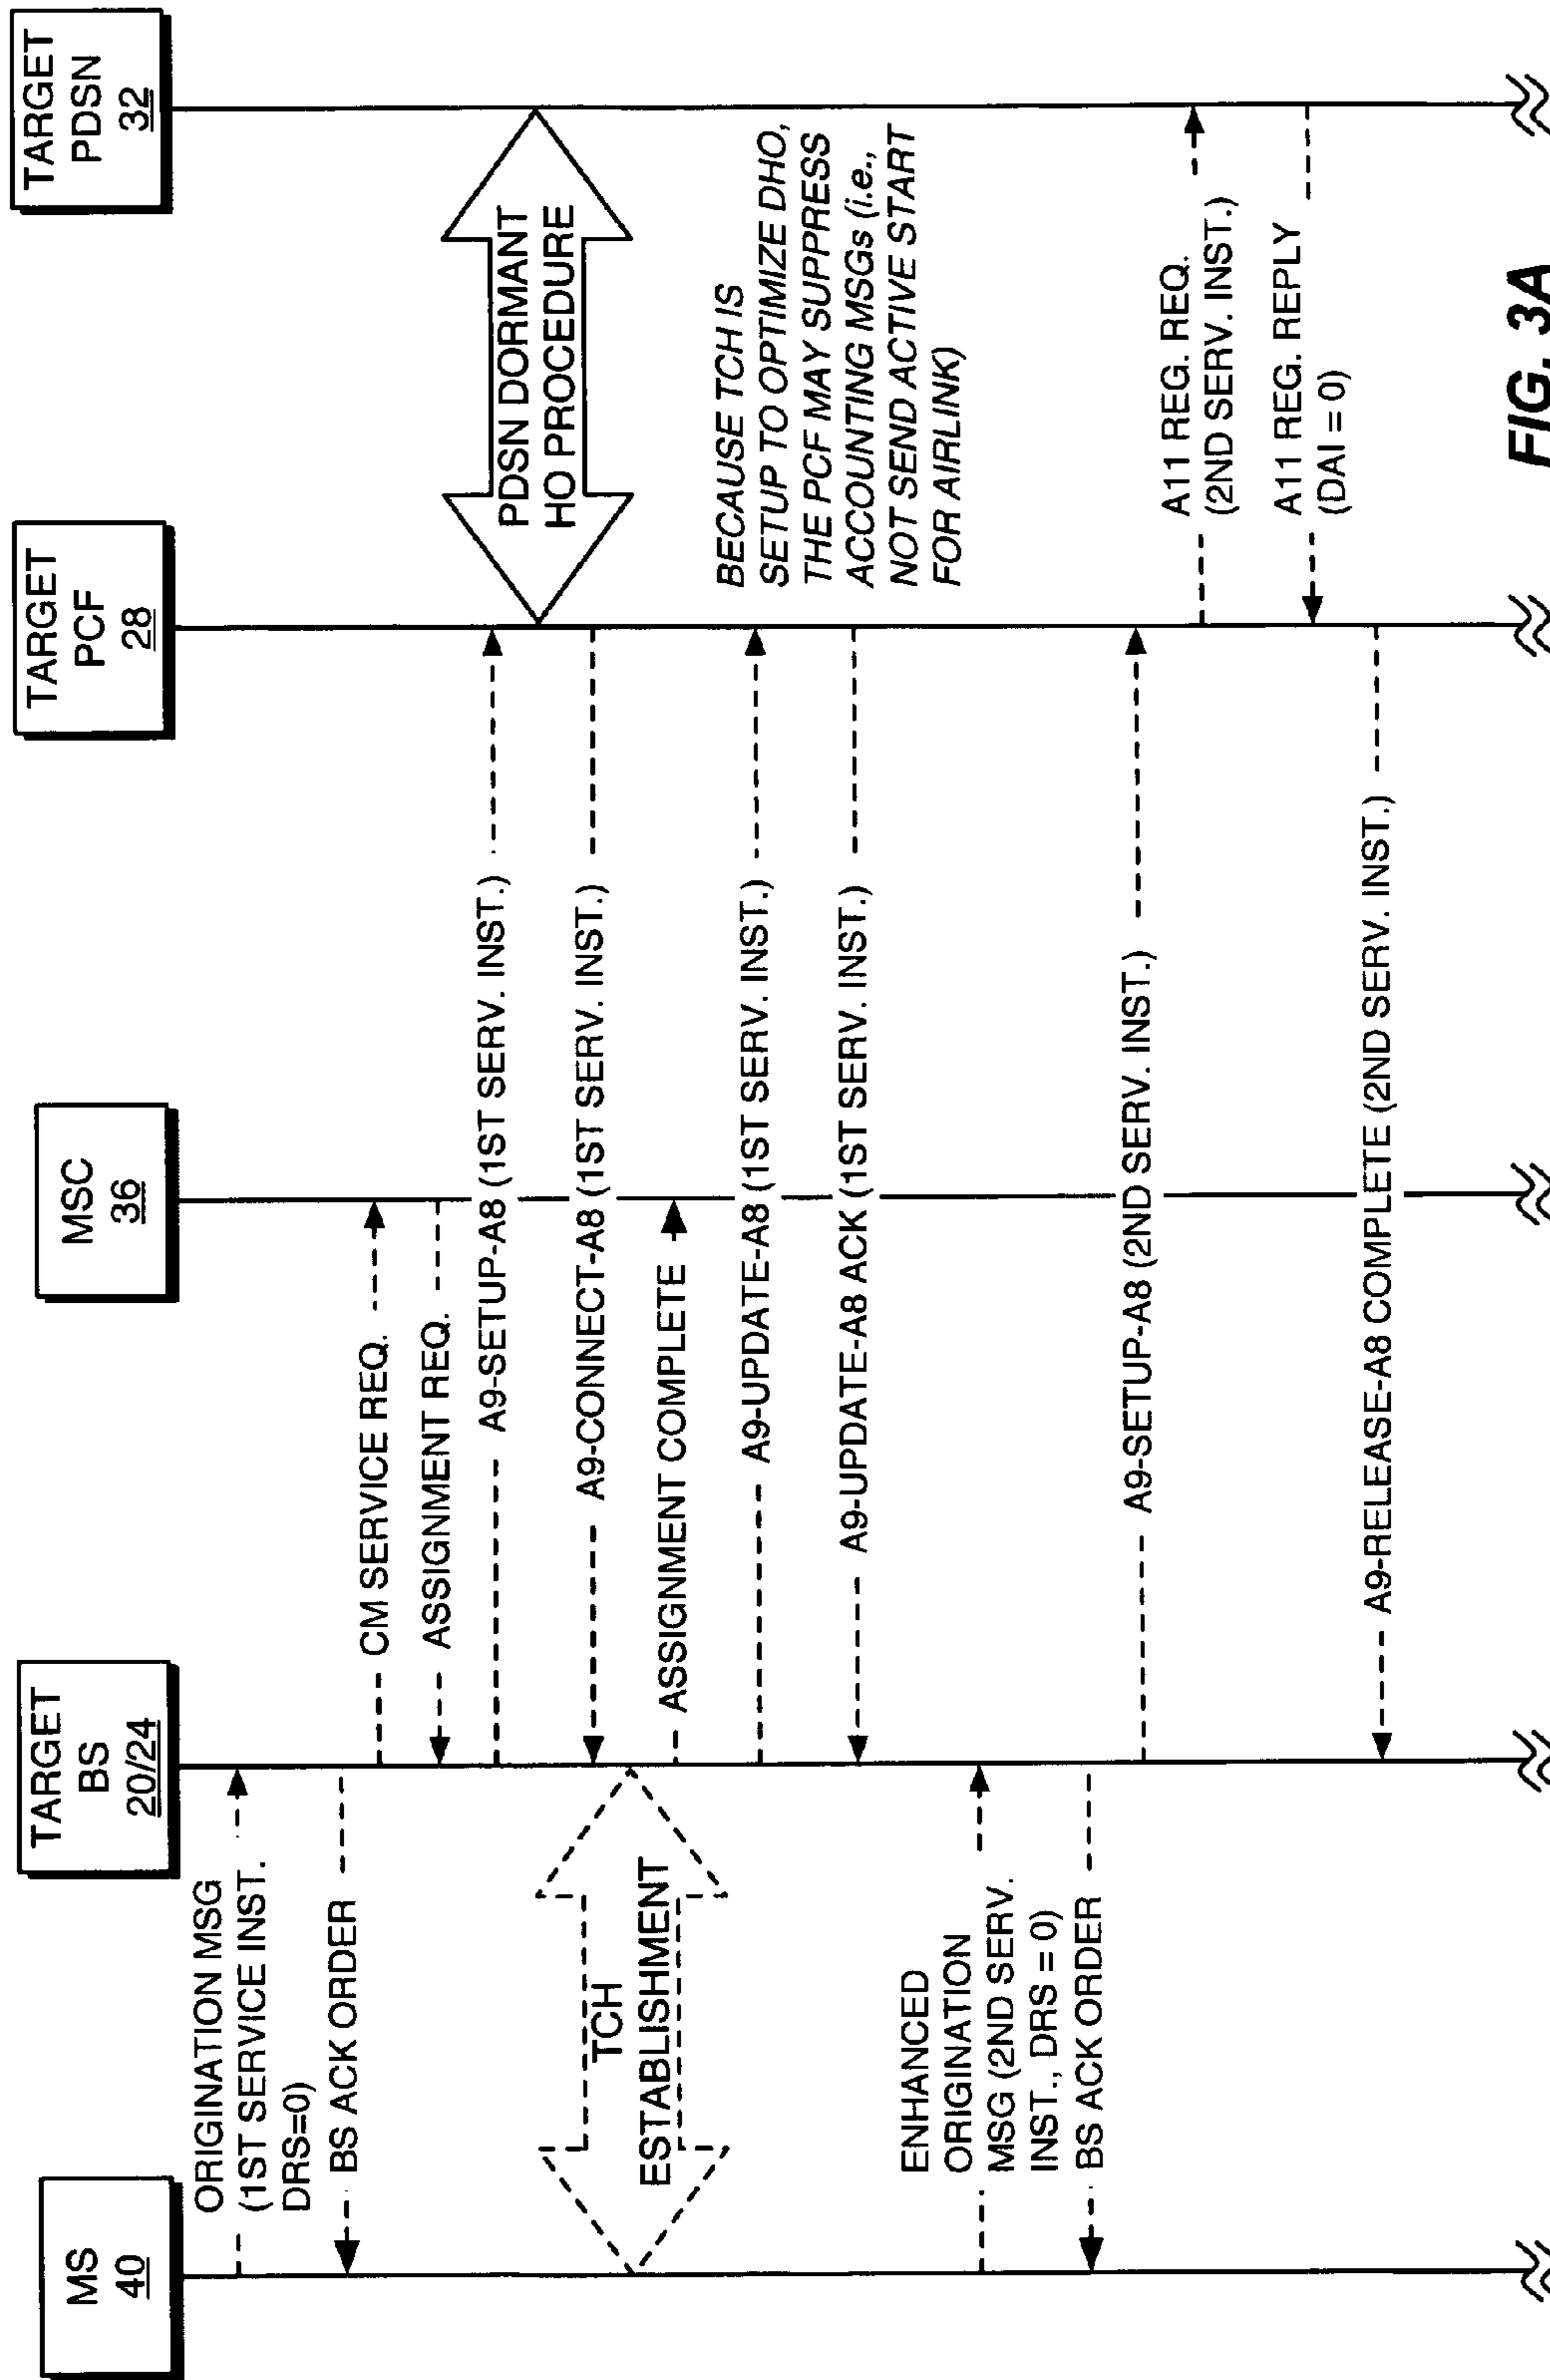 MS
40
TARGET
BS
20/24
MSC
36
TARGET
PCF
28
TARGET
PDSN
32
ORIGINATION MSG
(1ST SERVICE INST.
DRS=0)
BS ACK ORDER
CM SERVICE REQ.
ASSIGNMENT REQ.
A9-SETUP-A8 (1ST SERV. INST.)
PDSN DORMANT
HO PROCEDURE
A9-CONNECT-A8 (1ST SERV. INST.)
TCH
ESTABLISHMENT
ASSIGNMENT COMPLETE
A9-UPDATE-A8 (1ST SERV. INST.)
BECAUSE TCH IS
SETUP TO OPTIMIZE DHO,
THE PCF MAY SUPPRESS
ACCOUNTING MSGs (i.e.,
NOT SEND ACTIVE START
FOR AIRLINK)
A9-UPDATE-A8 ACK (1ST SERV. INST.)
ENHANCED
ORIGINATION
MSG (2ND SERV.
INST., DRS = 0)
BS ACK ORDER
A9-SETUP-A8 (2ND SERV. INST.)
A11 REG. REQ.
(2ND SERV. INST.)
A11 REG. REPLY
(DAI = 0)
A9-RELEASE-A8 COMPLETE (2ND SERV. INST.)
FIG. 3A